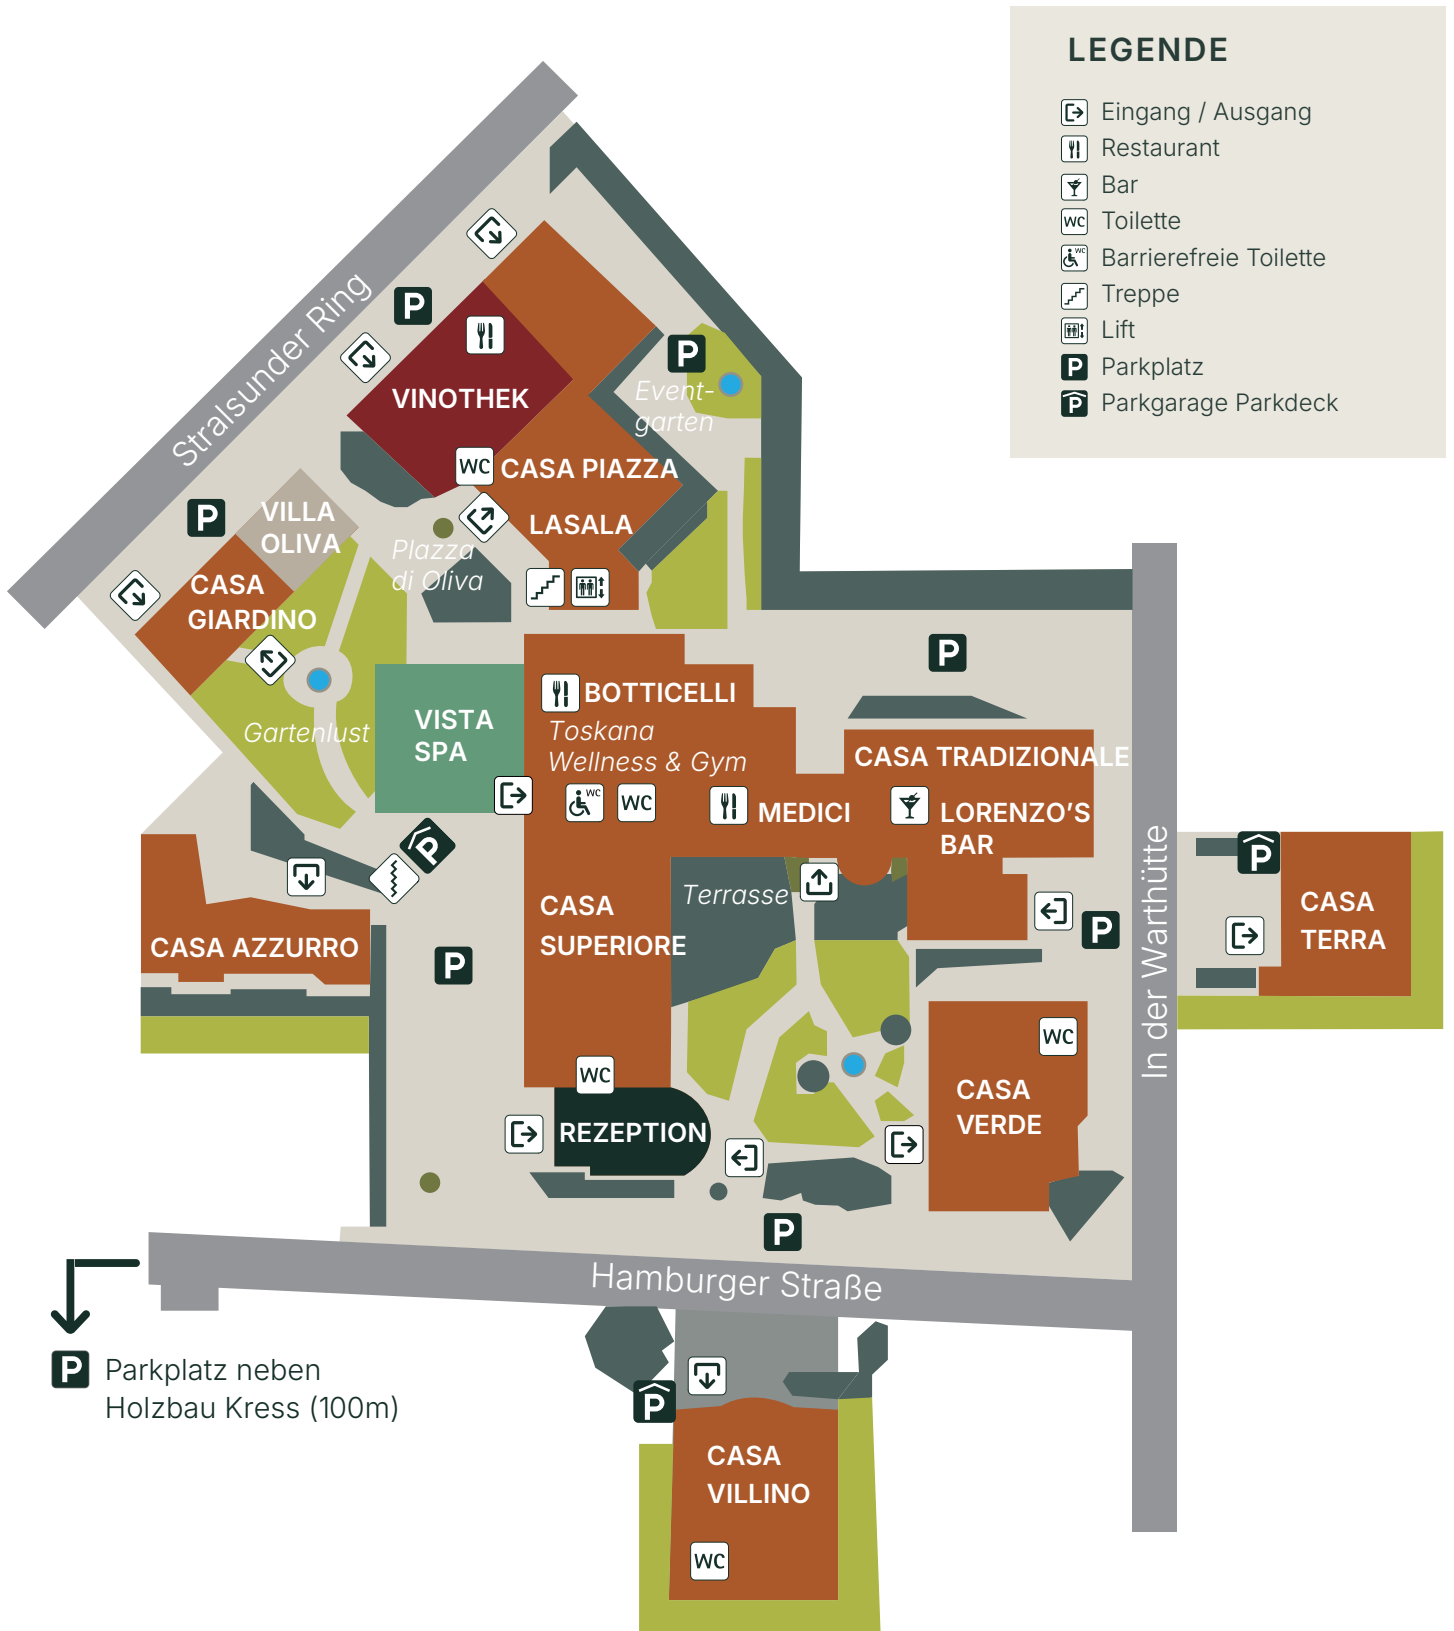 LEGENDE
Eingang / Ausgang
Restaurant
Bar
WC Toilette
WC Barrierefreie Toilette
Treppe
Lift
P Parkplatz
P Parkgarage Parkdeck
Stralsunder Ring
P
VINOTHEK
P
Event-
garten
WC CASA PIAZZA
LASALA
P
VILLA
OLIVA
Plazza
di Oliva
CASA
GIARDINO
Gartenlust
VISTA
SPA
BOTTICELLI
Toskana
Wellness & Gym
WC
WC
MEDICI
P
CASA TRADIZIONALE
LORENZO'S
BAR
P
CASA AZZURRO
P
CASA
SUPERIORE
Terrasse
P
In der Warthütte
P
CASA
TERRA
WC
CASA
VERDE
WC
REZEPTION
P
Hamburger Straße
P Parkplatz neben
Holzbau Kress (100m)
P
CASA
VILLINO
WC